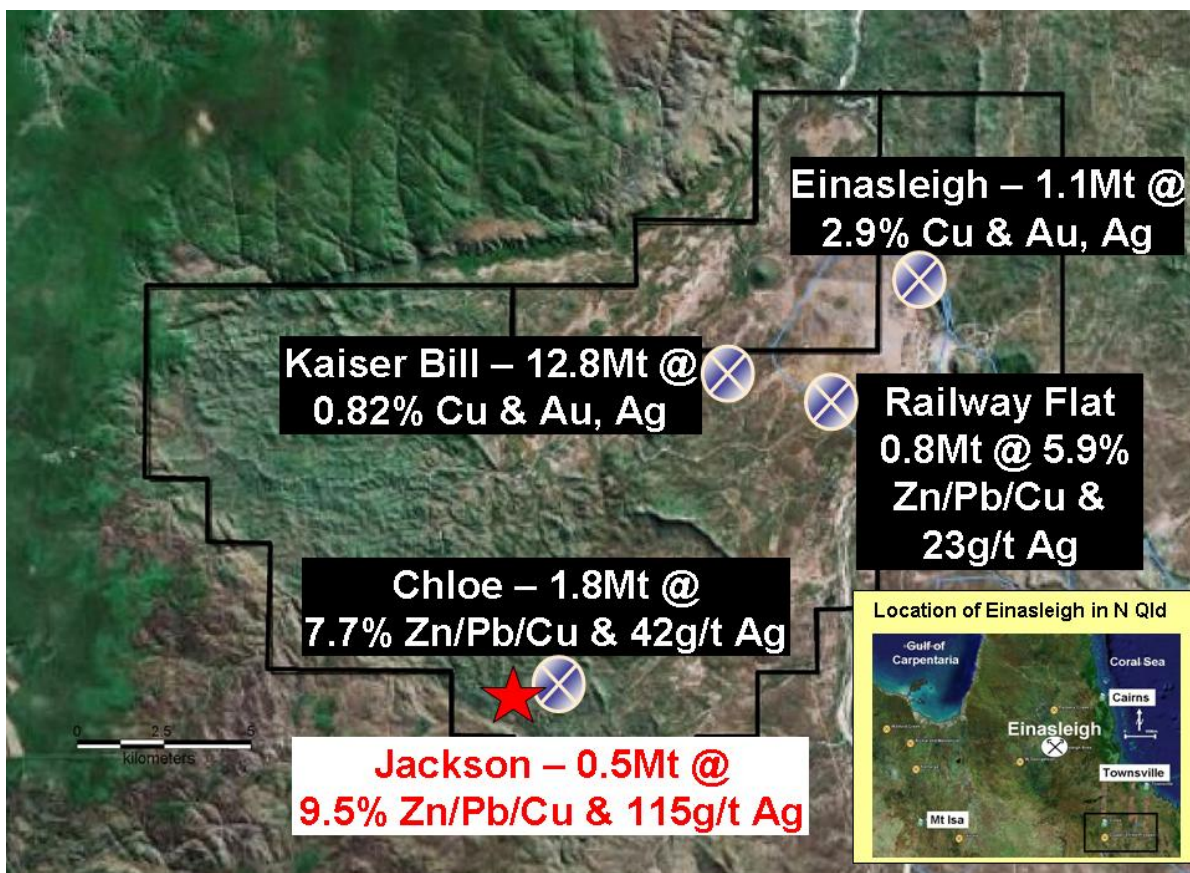 Einasleigh – 1.1Mt @
2.9% Cu & Au, Ag
Kaiser Bill – 12.8Mt @
0.82% Cu & Au, Ag
Railway Flat
0.8Mt @ 5.9%
Zn/Pb/Cu &
23g/t Ag
Chloe – 1.8Mt @
7.7% Zn/Pb/Cu & 42g/t Ag
Jackson – 0.5Mt @
9.5% Zn/Pb/Cu & 115g/t Ag
0 2.5 5
kilometers
Location of Einasleigh in N Qld
Gulf of
Carpentaria
Coral Sea
Cairns
N
Einasleigh
Townsville
Mt Isa